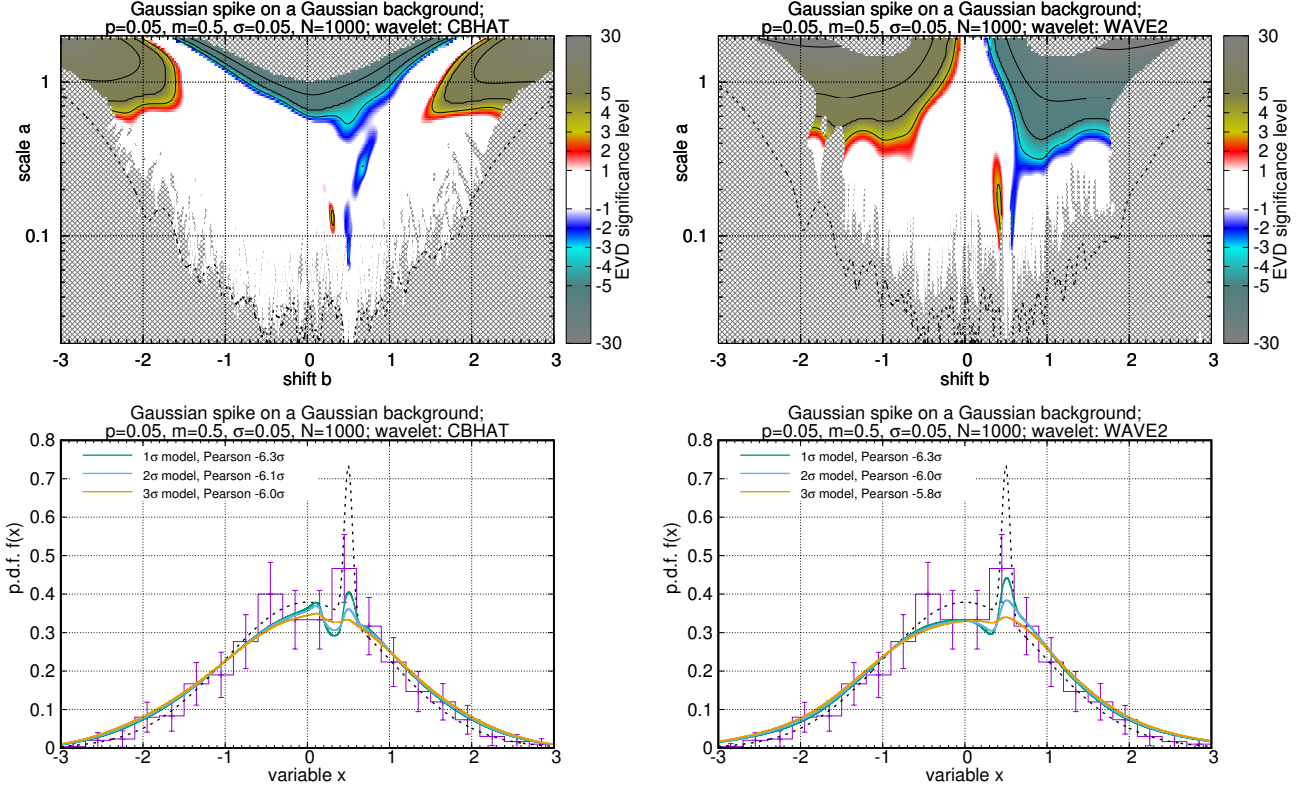 Gaussian spike on a Gaussian background;
p=0.05, m=0.5, σ=0.05, N=1000; wavelet: CBHAT
scale a
1
0.1
-3 -2 -1 0 1 2 3
shift b
30
5
4
3
2
1
-1
-2
-3
-4
-5
-30
EVD significance level
Gaussian spike on a Gaussian background;
p=0.05, m=0.5, σ=0.05, N=1000; wavelet: WAVE2
scale a
1
0.1
-3 -2 -1 0 1 2 3
shift b
30
5
4
3
2
1
-1
-2
-3
-4
-5
-30
EVD significance level
Gaussian spike on a Gaussian background;
p=0.05, m=0.5, σ=0.05, N=1000; wavelet: CBHAT
p.d.f. f(x)
0.8
0.7
0.6
0.5
0.4
0.3
0.2
0.1
0
1σ model, Pearson -6.3σ
2σ model, Pearson -6.1σ
3σ model, Pearson -6.0σ
-3 -2 -1 0 1 2 3
variable x
Gaussian spike on a Gaussian background;
p=0.05, m=0.5, σ=0.05, N=1000; wavelet: WAVE2
p.d.f. f(x)
0.8
0.7
0.6
0.5
0.4
0.3
0.2
0.1
0
1σ model, Pearson -6.3σ
2σ model, Pearson -6.0σ
3σ model, Pearson -5.8σ
-3 -2 -1 0 1 2 3
variable x